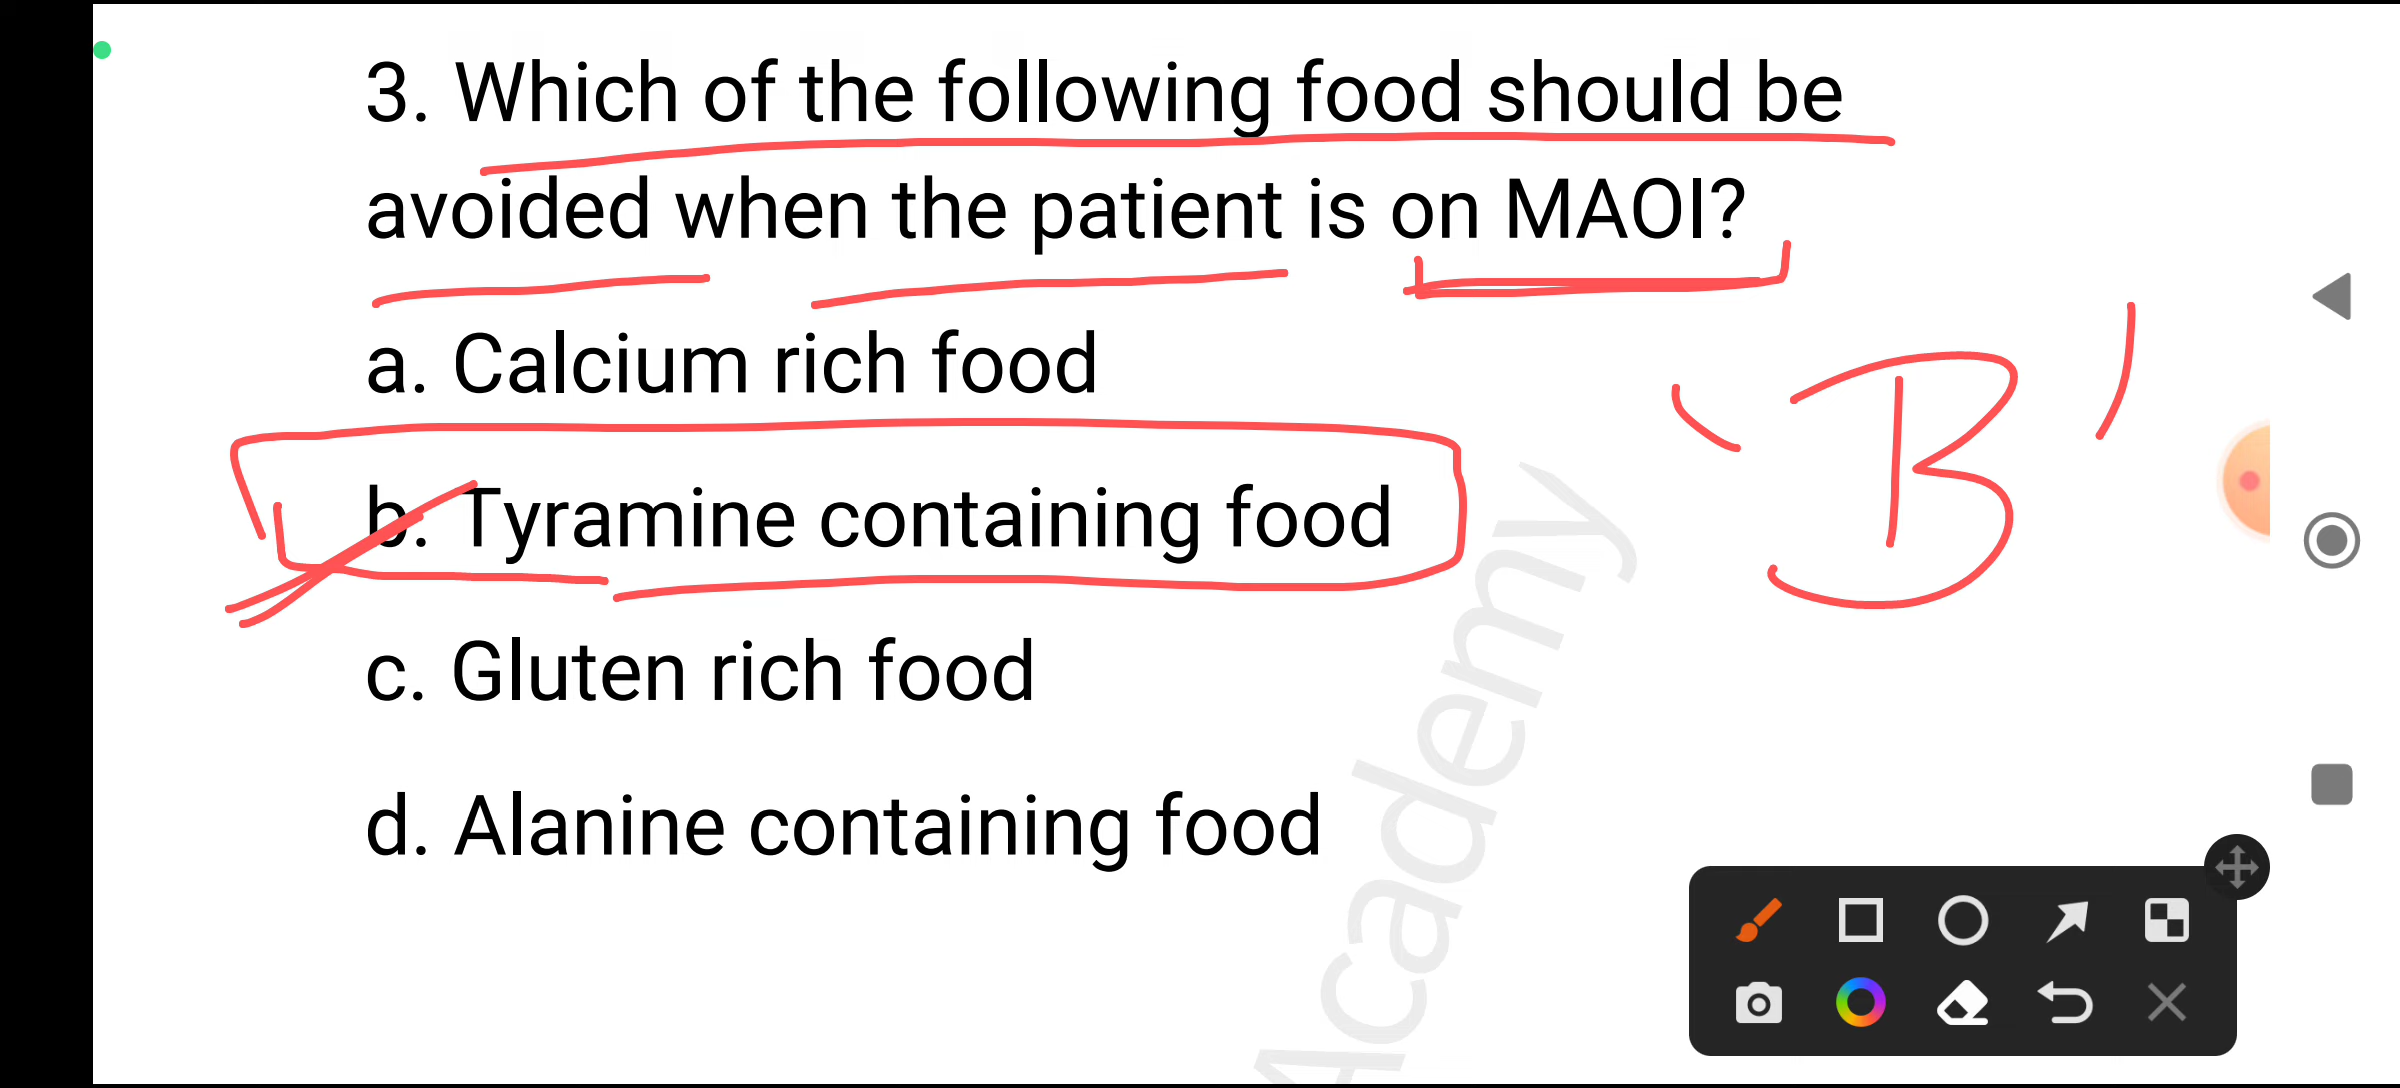 3. Which of the following food should be
avoided when the patient is on MAOI?
a. Calcium rich food
b. Tyramine containing food
c. Gluten rich food
d. Alanine containing food
'B'
Academy